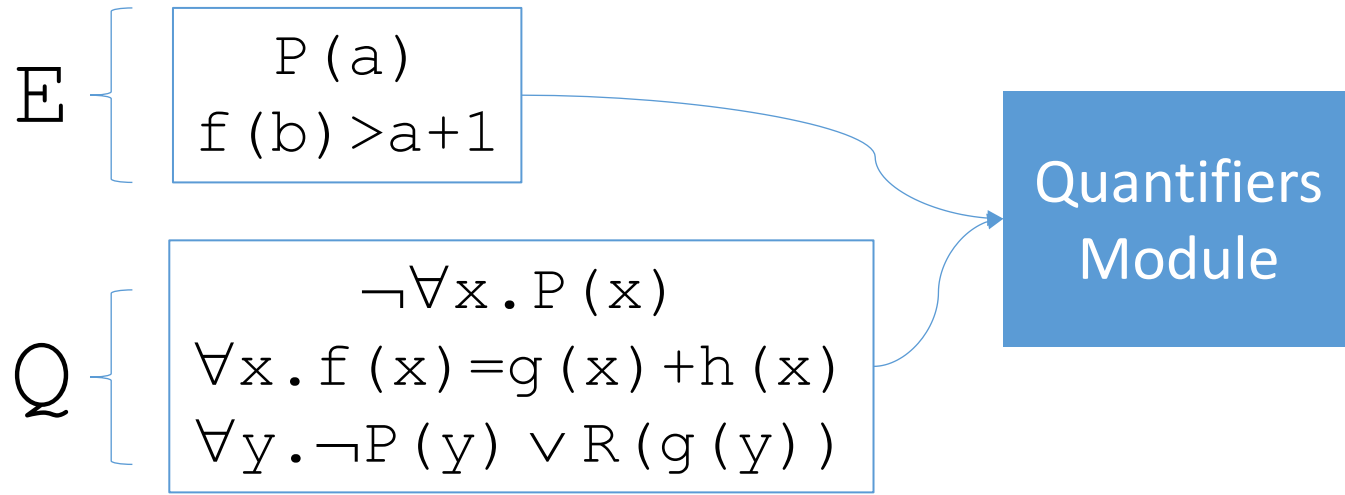 E
P(a)
f(b)>a+1
Q
¬∀x.P(x)
∀x.f(x)=g(x)+h(x)
∀y.¬P(y)∨R(g(y))
Quantifiers
Module